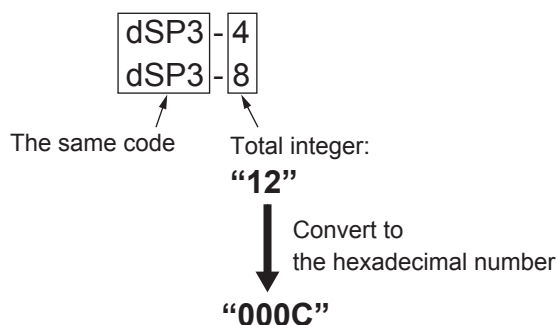 dSP3 - 4
dSP3 - 8
The same code
Total integer:
“12”
Convert to
the hexadecimal number
“000C”